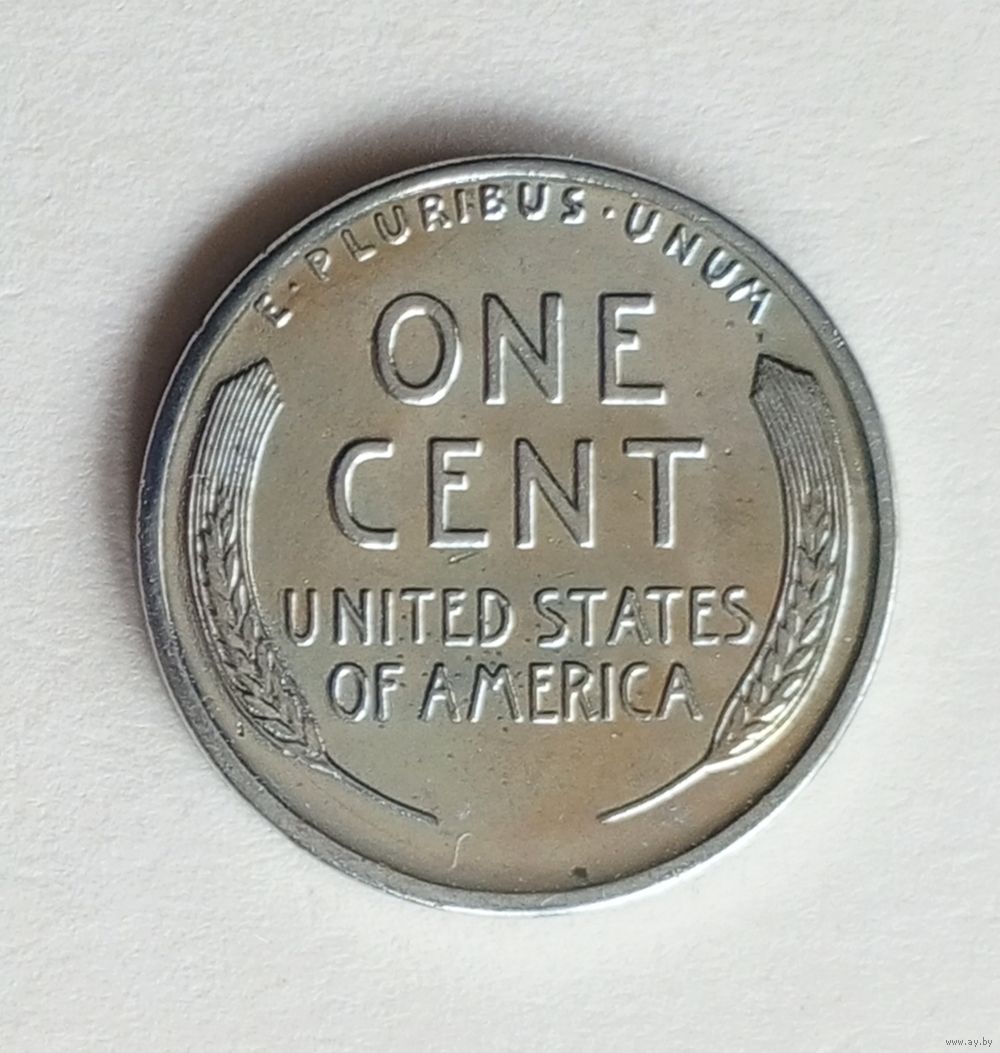 E · PLURIBUS · UNUM
ONE
CENT
UNITED STATES
OF AMERICA
www.ay.by